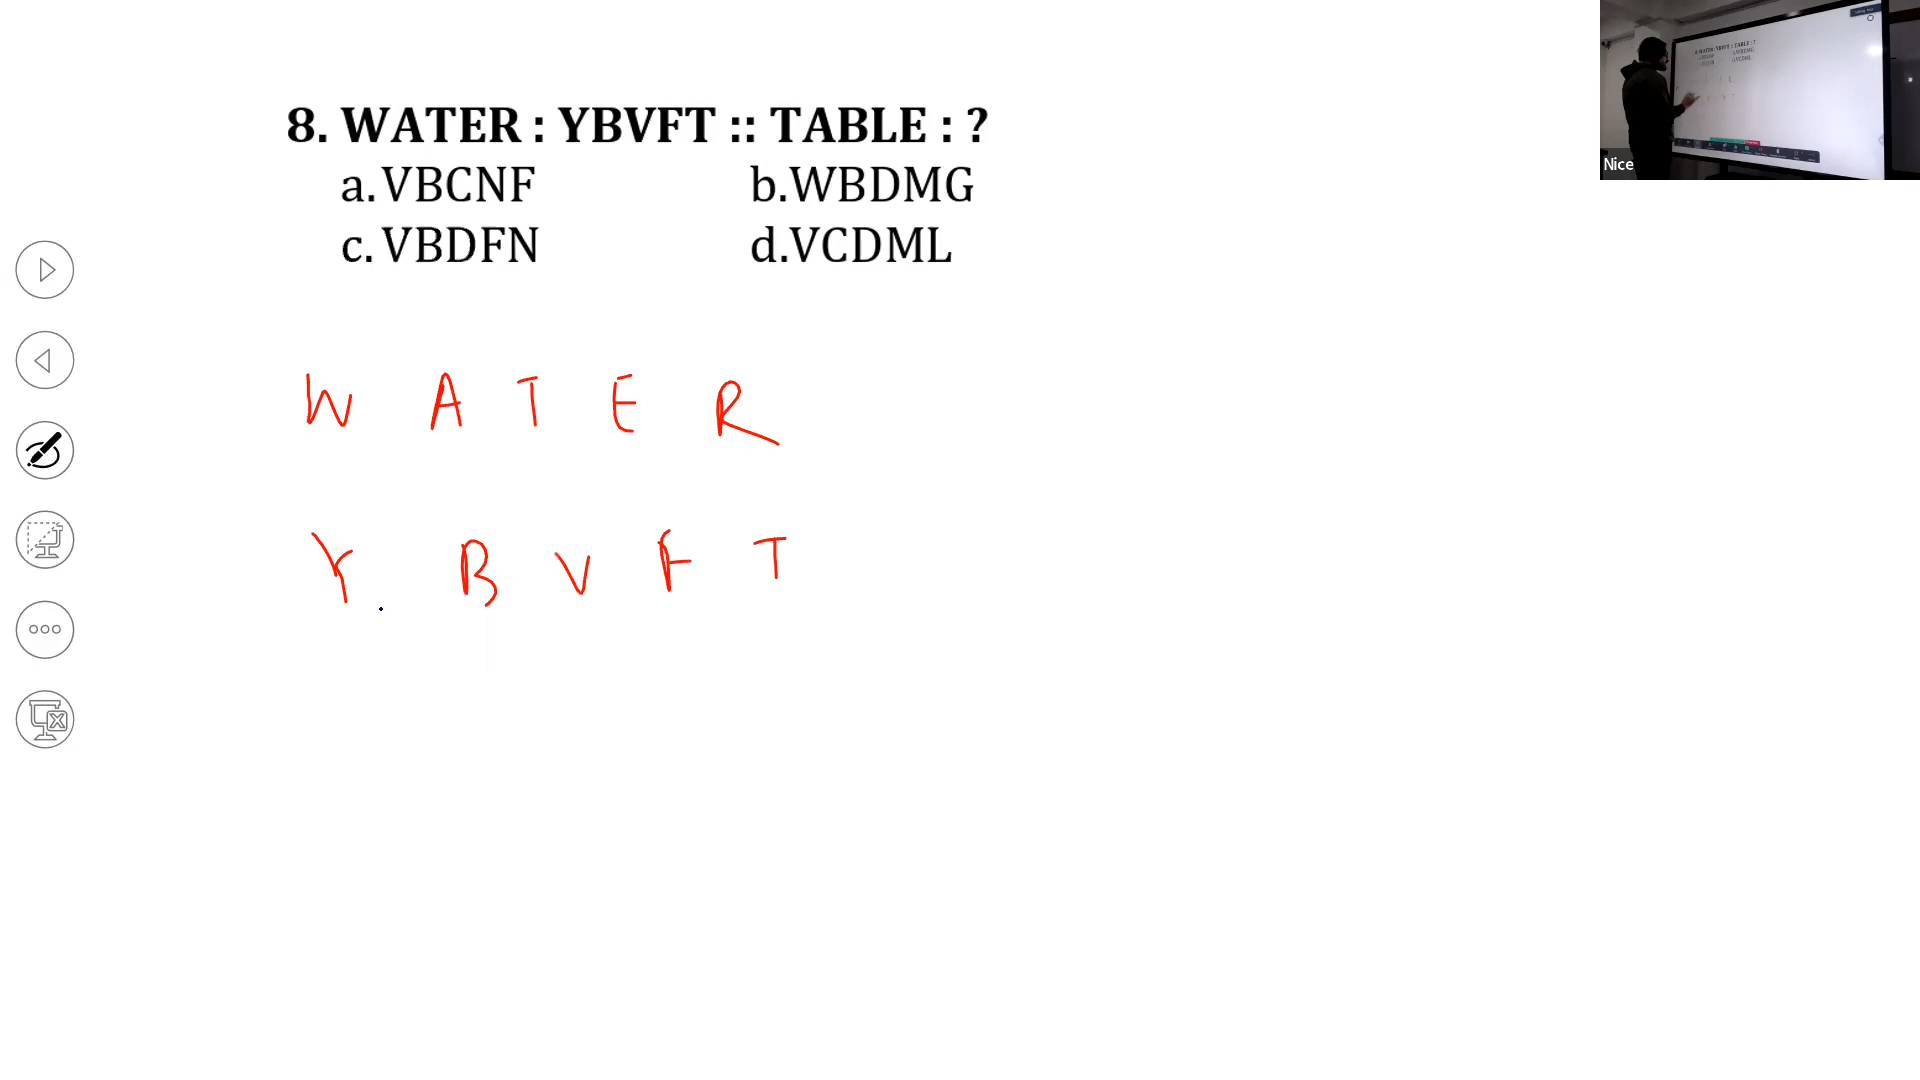 8. WATER : YBVFT :: TABLE : ?
a. VBCNF b.WBDMG
c. VBDFN d.VCDML
W A T E R
Y B V F T
Nice